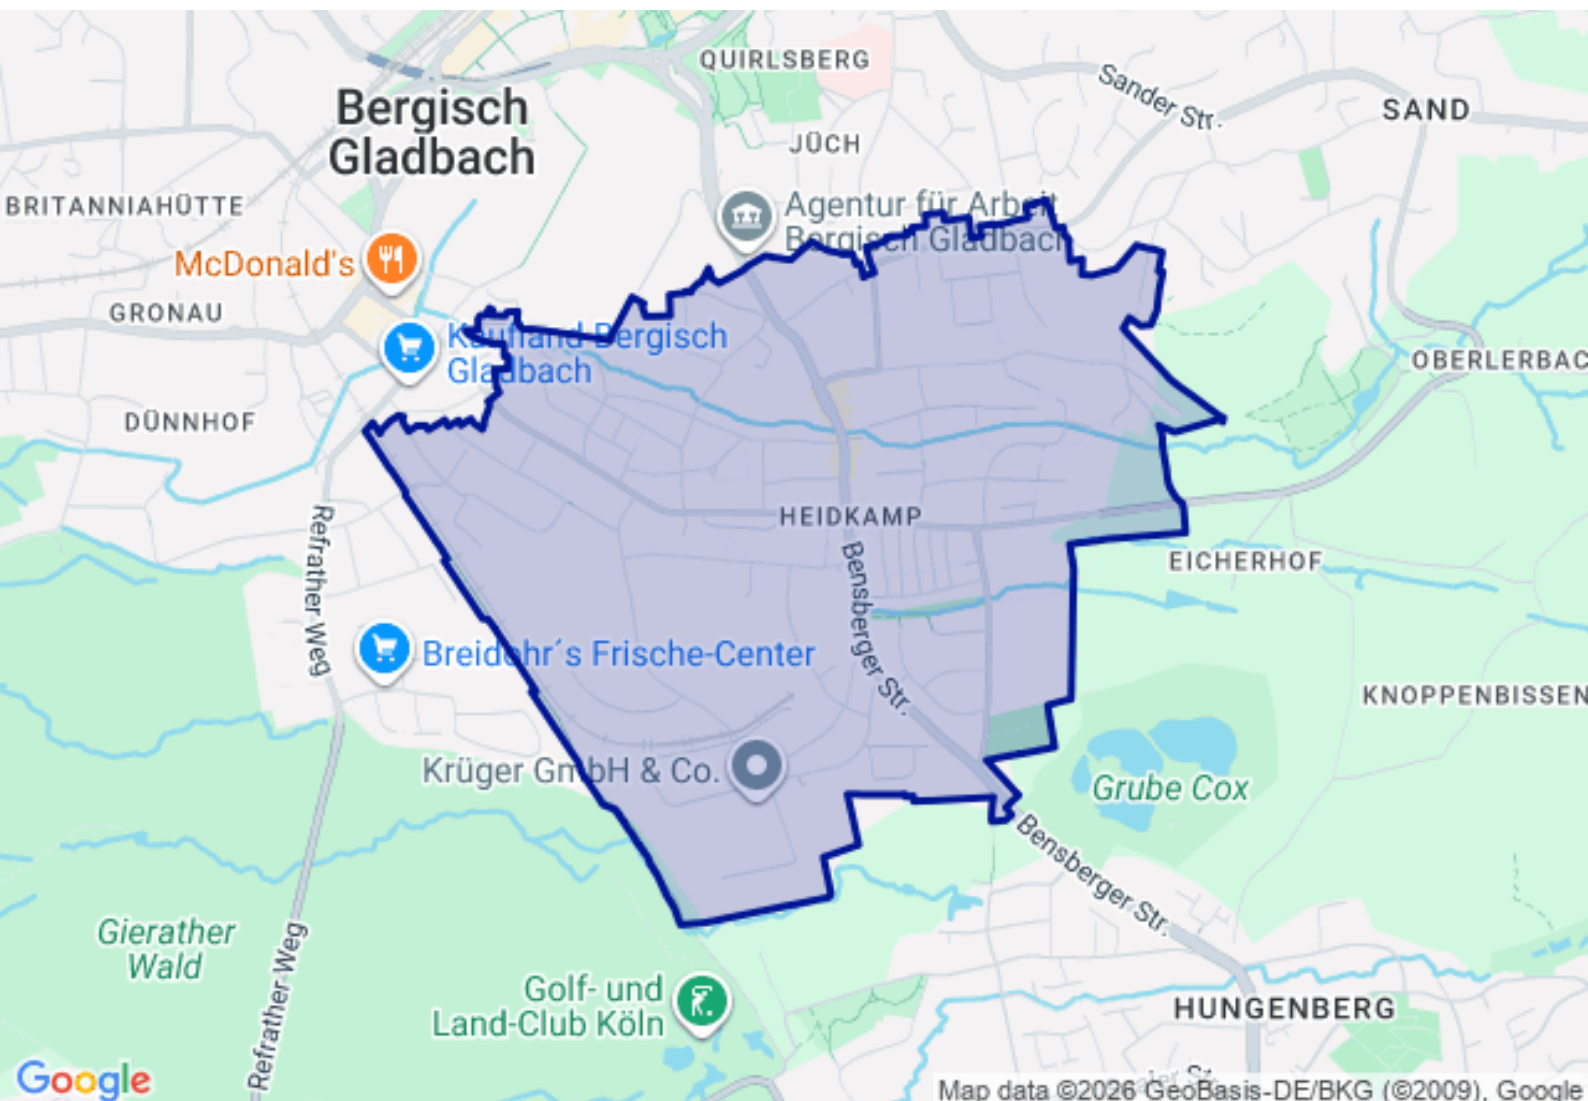 QUIRLSBERG
Sander Str.
SAND
Bergisch
Gladbach
JÜCH
BRITANNIAHÜTTE
Agentur für Arbeit
Bergisch Gladbach
McDonald's
GRONAU
Kaufland Bergisch
Gladbach
OBERLERBAC
DÜNNHOF
HEIDKAMP
Refrather Weg
Bensberger Str.
EICHERHOF
Breidohr´s Frische-Center
KNOPPENBISSEN
Krüger GmbH & Co.
Grube Cox
Bensberger Str.
Gierather
Wald
Refrather Weg
Golf- und
Land-Club Köln
HUNGENBERG
Google
Map data ©2026 GeoBasis-DE/BKG (©2009), Google